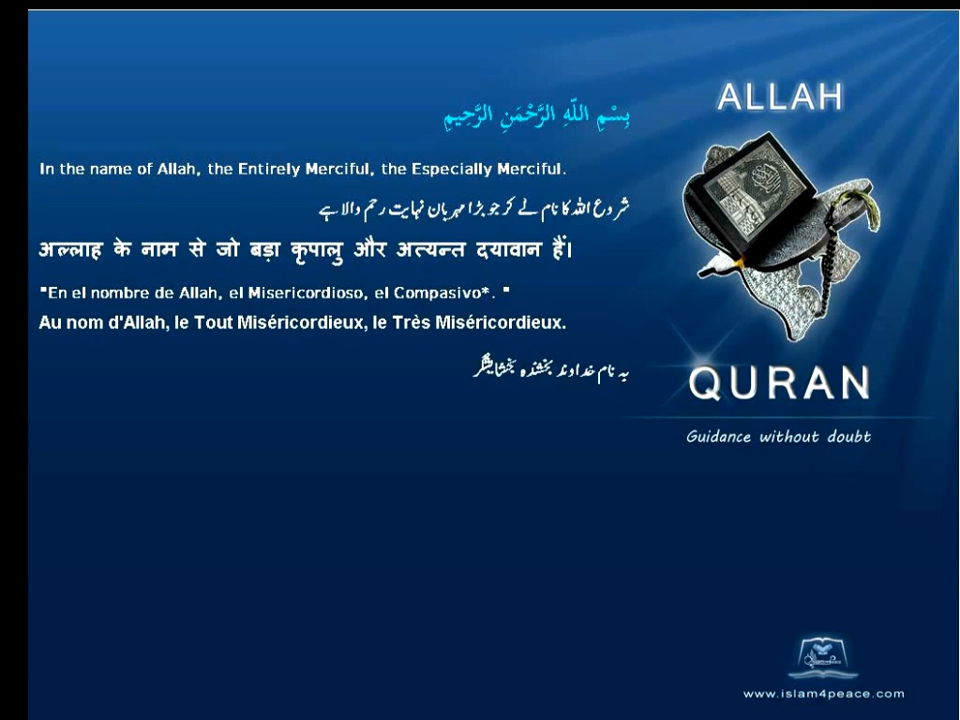 بِسْمِ اللّهِ الرَّحْمَنِ الرَّحِيمِ
In the name of Allah, the Entirely Merciful, the Especially Merciful.
شروع الله کا نام لے کر جو بڑا مہربان نہایت رحم والا ہے
अल्लाह के नाम से जो बड़ा कृपालु और अत्यन्त दयावान हैं।
"En el nombre de Allah, el Misericordioso, el Compasivo*. "
Au nom d'Allah, le Tout Miséricordieux, le Très Miséricordieux.
به نام خداوند بخشنده بخشایشگر
ALLAH
QURAN
Guidance without doubt
www.islam4peace.com